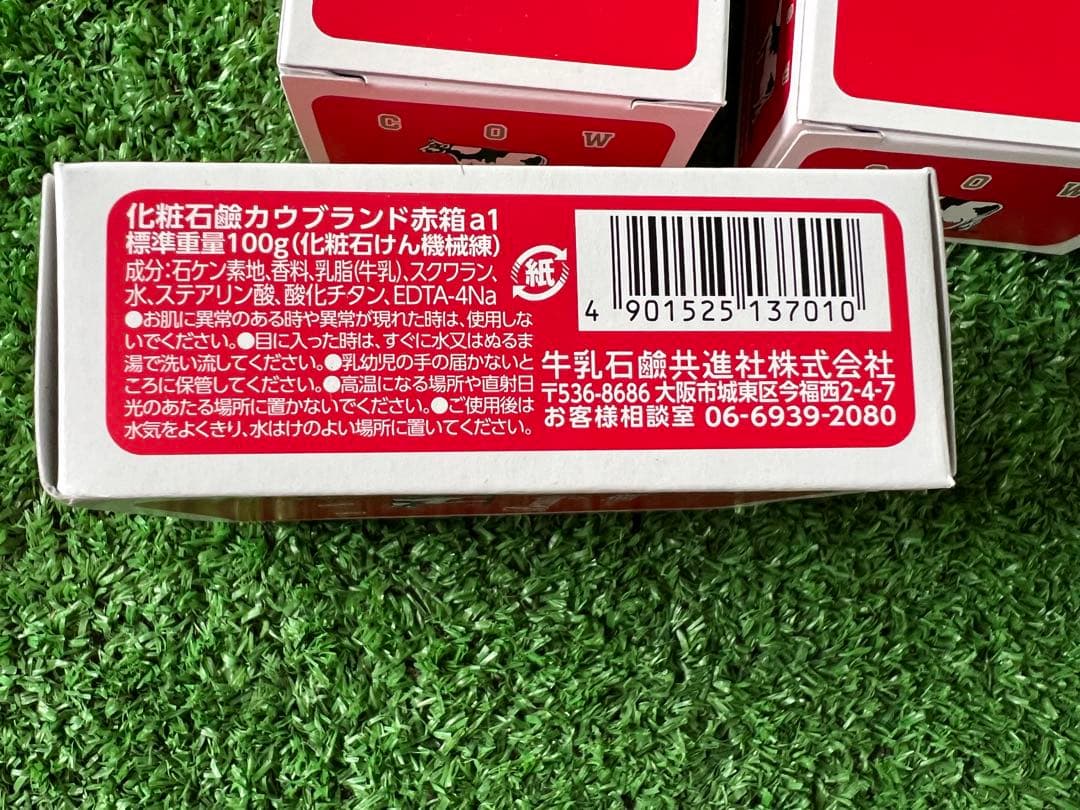 COW
COW
化粧石鹸カウブランド赤箱a1
標準重量100g(化粧石けん機械練)
成分:石ケン素地、香料、乳脂(牛乳)、スクワラン、
水、ステアリン酸、酸化チタン、EDTA-4Na
●お肌に異常のある時や異常が現れた時は、使用しな
いでください。●目に入った時は、すぐに水又はぬるま
湯で洗い流してください。●乳幼児の手の届かないと
ころに保管してください。●高温になる場所や直射日
光のあたる場所に置かないでください。●ご使用後は
水気をよくきり、水はけのよい場所に置いてください。
紙
4 901525 137010
牛乳石鹸共進社株式会社
〒536-8686 大阪市城東区今福西2-4-7
お客様相談室 06-6939-2080